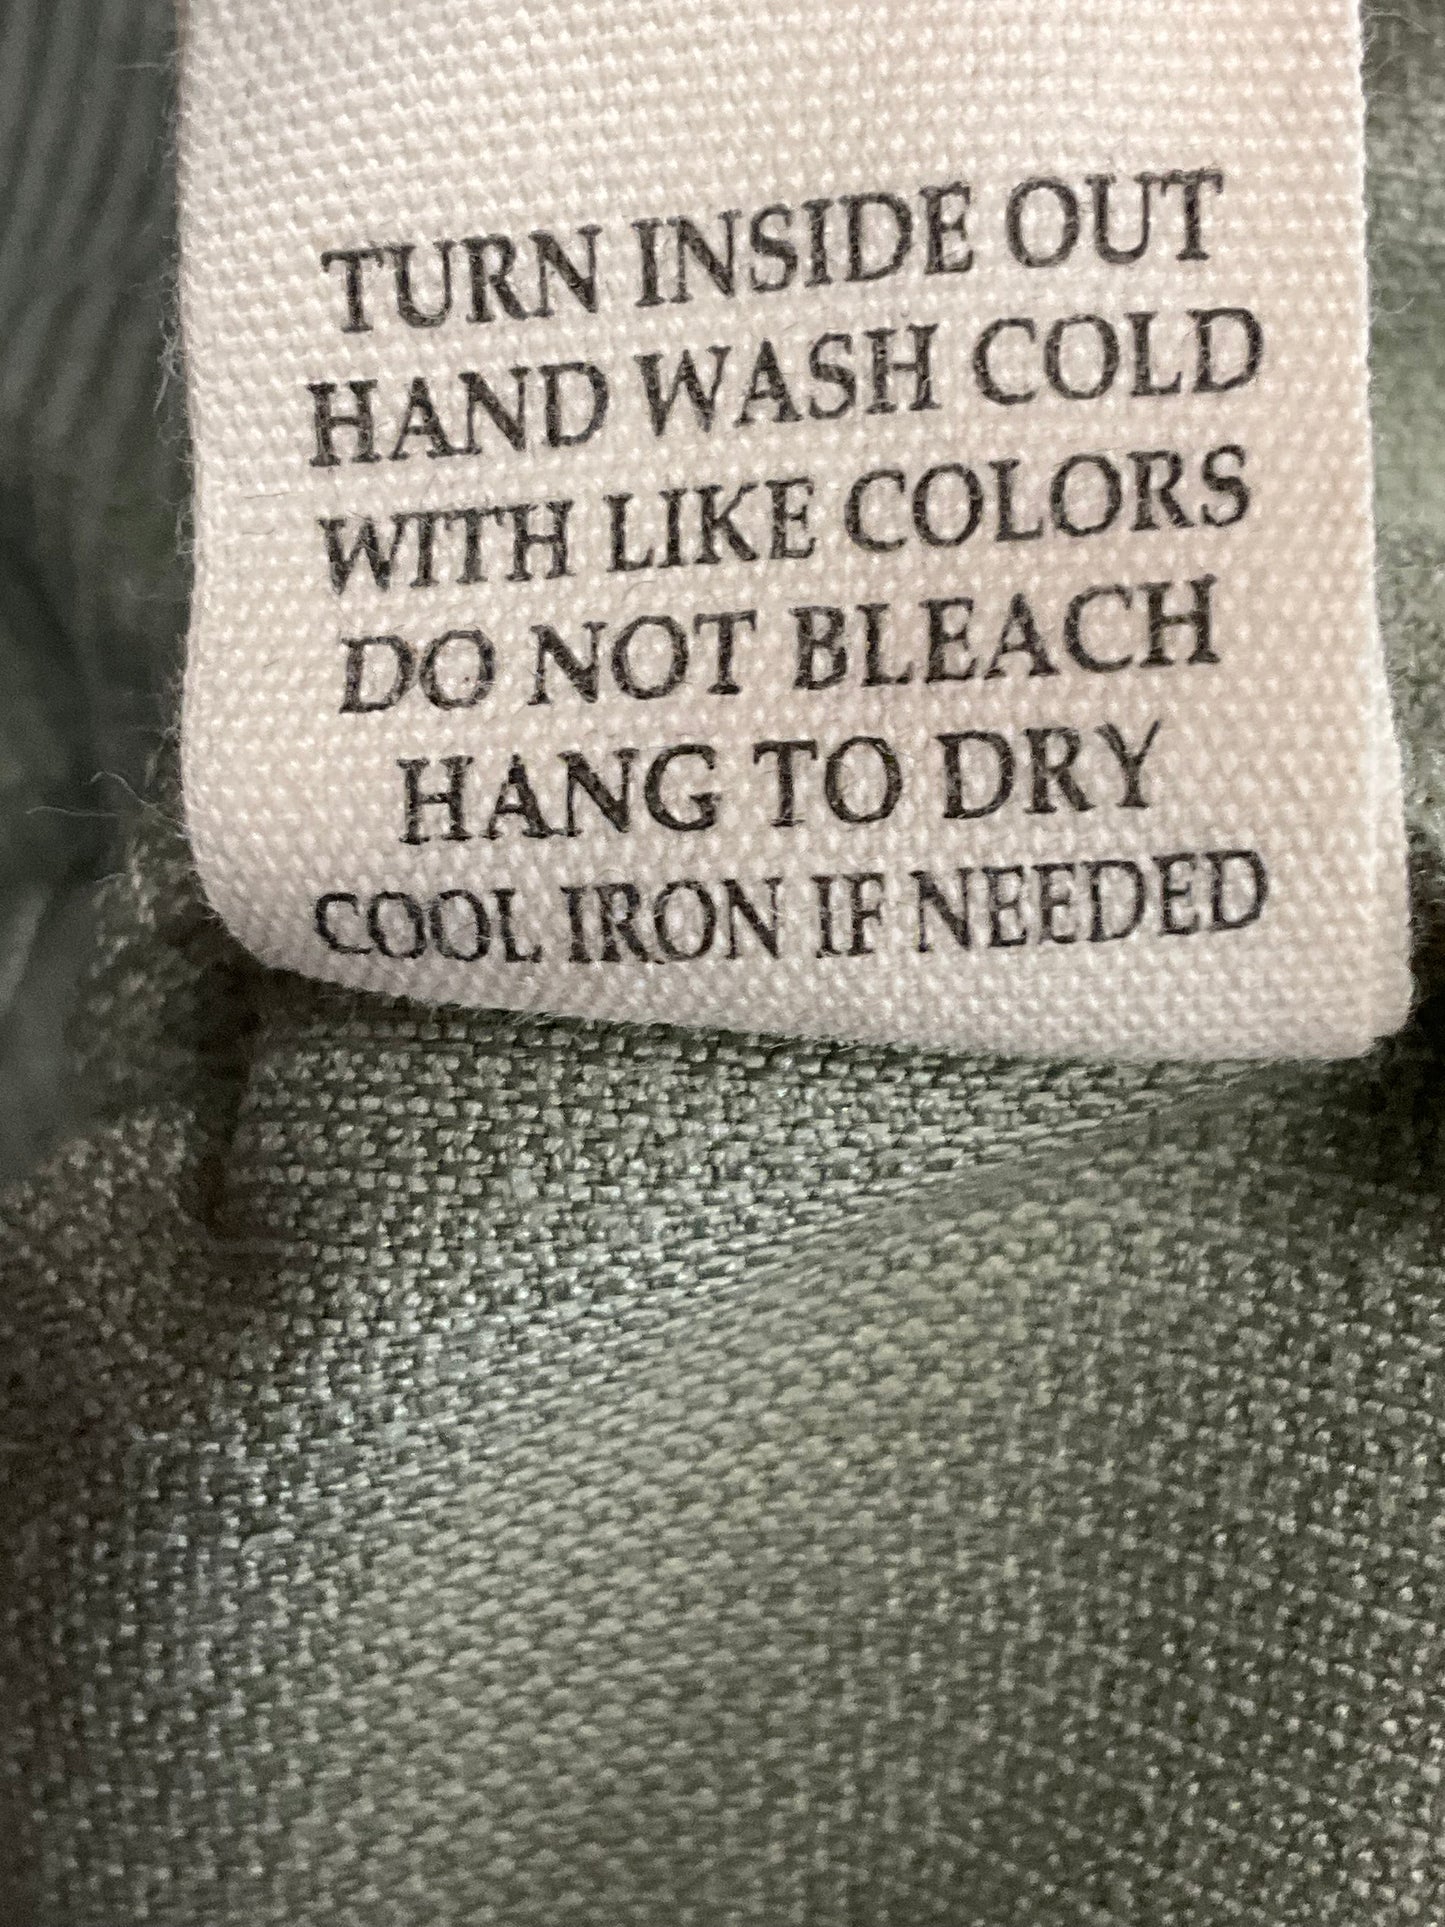 TURN INSIDE OUT
HAND WASH COLD
WITH LIKE COLORS
DO NOT BLEACH
HANG TO DRY
COOL IRON IF NEEDED